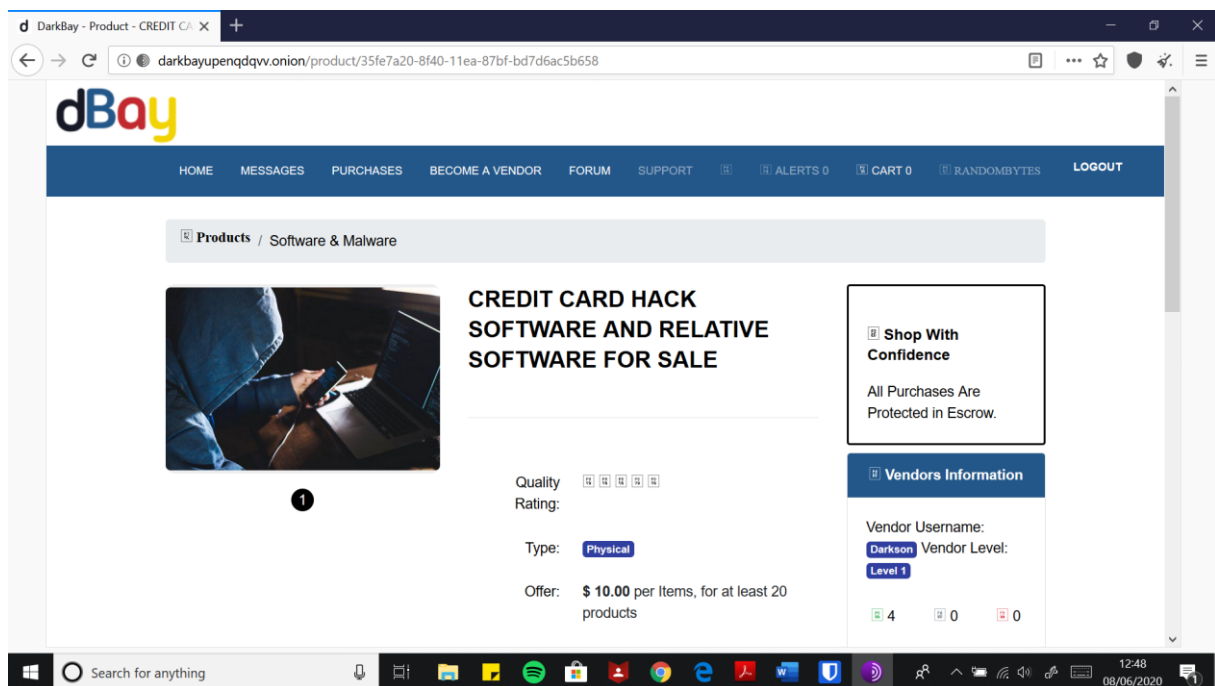 DarkBay - Product - CREDIT CA
darkbayupenqdqvv.onion/product/35fe7a20-8f40-11ea-87bf-bd7d6ac5b658
dBay
HOME MESSAGES PURCHASES BECOME A VENDOR FORUM SUPPORT ALERTS 0 CART 0 RANDOMBYTES LOGOUT
Products / Software & Malware
CREDIT CARD HACK
SOFTWARE AND RELATIVE
SOFTWARE FOR SALE
1
Quality
Rating:
Type: Physical
Offer: $ 10.00 per Items, for at least 20
products
Shop With
Confidence
All Purchases Are
Protected in Escrow.
Vendors Information
Vendor Username:
Darkson Vendor Level:
Level 1
4 0 0
Search for anything
12:48
08/06/2020